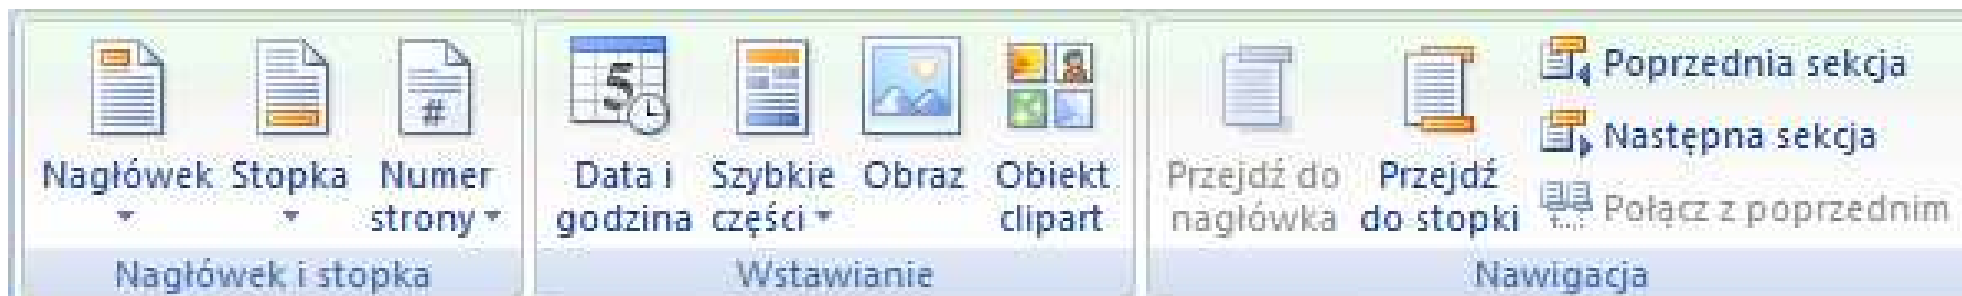 Nagłówek
Stopka
Numer
strony
Nagłówek i stopka
5
Data i
godzina
Szybkie
części
Obraz
Obiekt
clipart
Wstawianie
Przejdź do
nagłówka
Przejdź
do stopki
Poprzednia sekcja
Następna sekcja
Połącz z poprzednim
Nawigacja